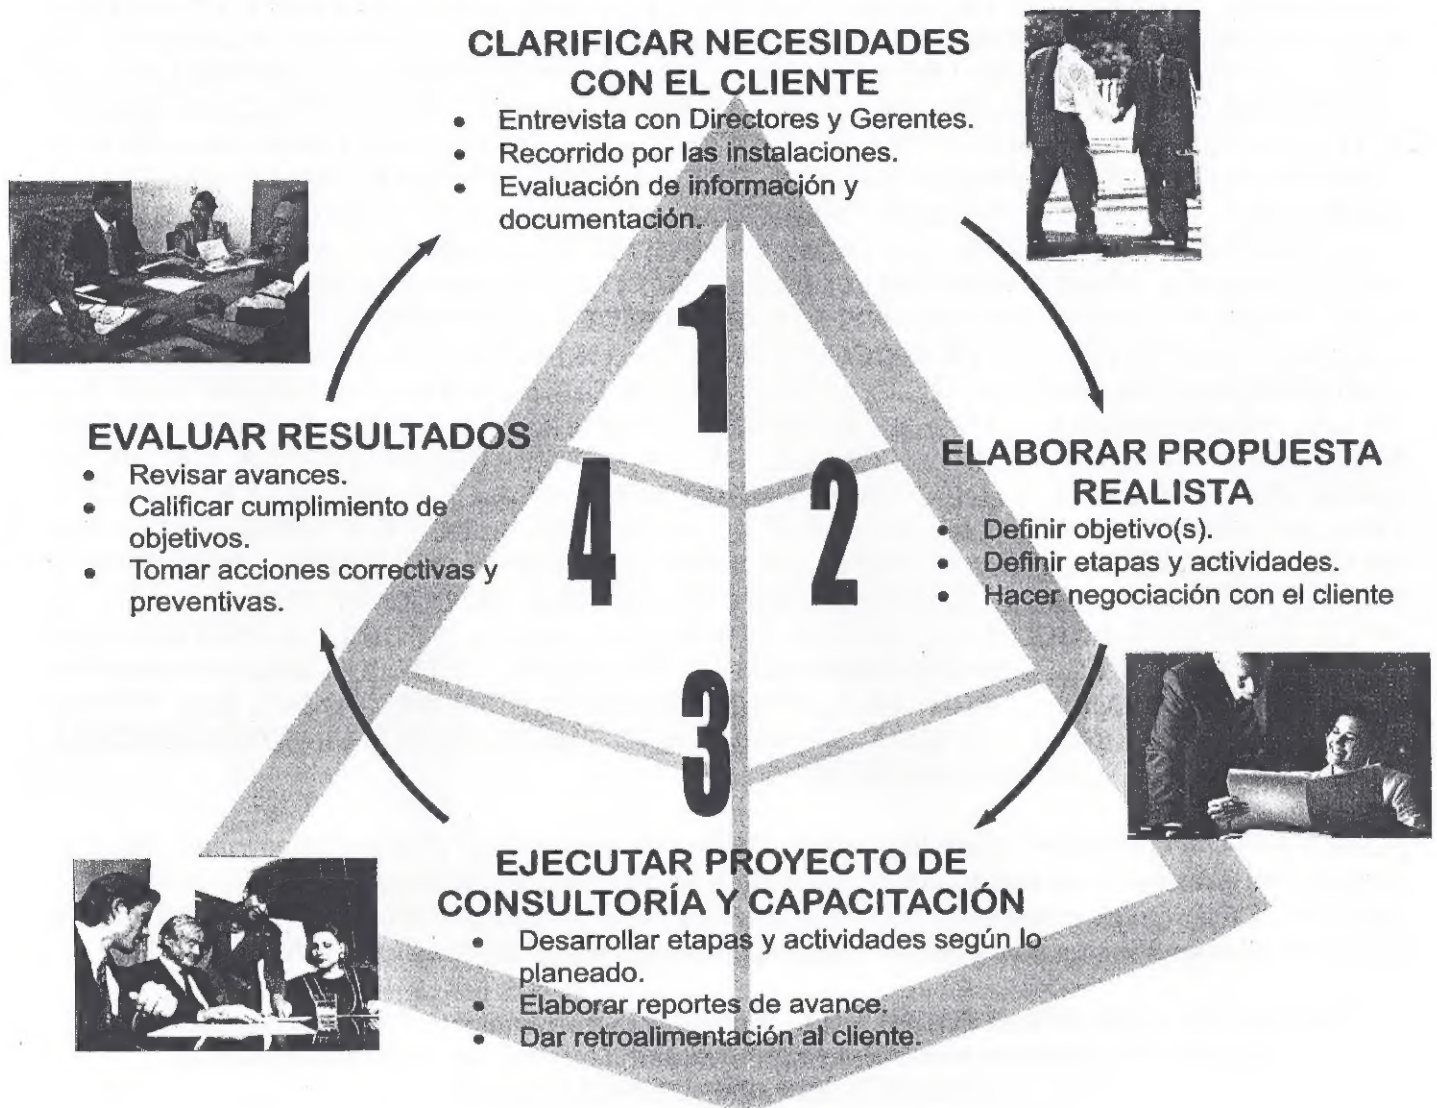 CLARIFICAR NECESIDADES
CON EL CLIENTE
• Entrevista con Directores y Gerentes.
• Recorrido por las instalaciones.
• Evaluación de información y
documentación.
1
ELABORAR PROPUESTA
REALISTA
• Definir objetivo(s).
• Definir etapas y actividades.
• Hacer negociación con el cliente
2
EJECUTAR PROYECTO DE
CONSULTORÍA Y CAPACITACIÓN
• Desarrollar etapas y actividades según lo
planeado.
• Elaborar reportes de avance.
• Dar retroalimentación al cliente.
3
EVALUAR RESULTADOS
• Revisar avances.
• Calificar cumplimiento de
objetivos.
• Tomar acciones correctivas y
preventivas.
4